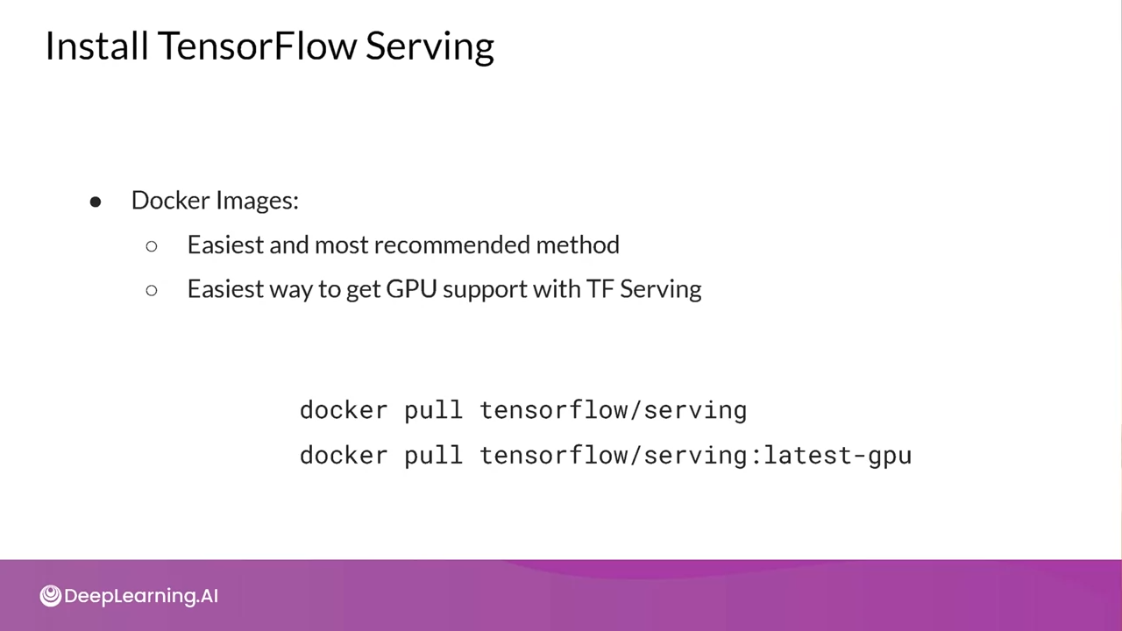 Install TensorFlow Serving
● Docker Images:
○ Easiest and most recommended method
○ Easiest way to get GPU support with TF Serving
docker pull tensorflow/serving
docker pull tensorflow/serving:latest-gpu
DeepLearning.AI